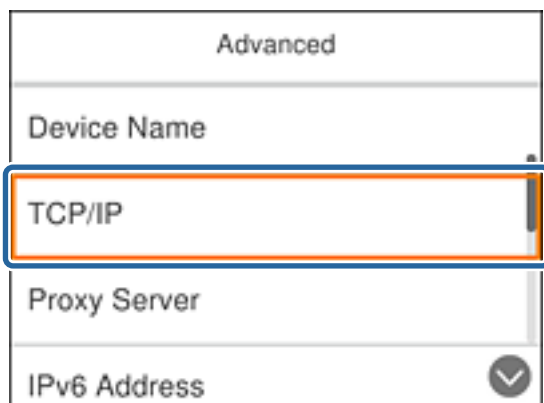 Advanced
Device Name
TCP/IP
Proxy Server
IPv6 Address